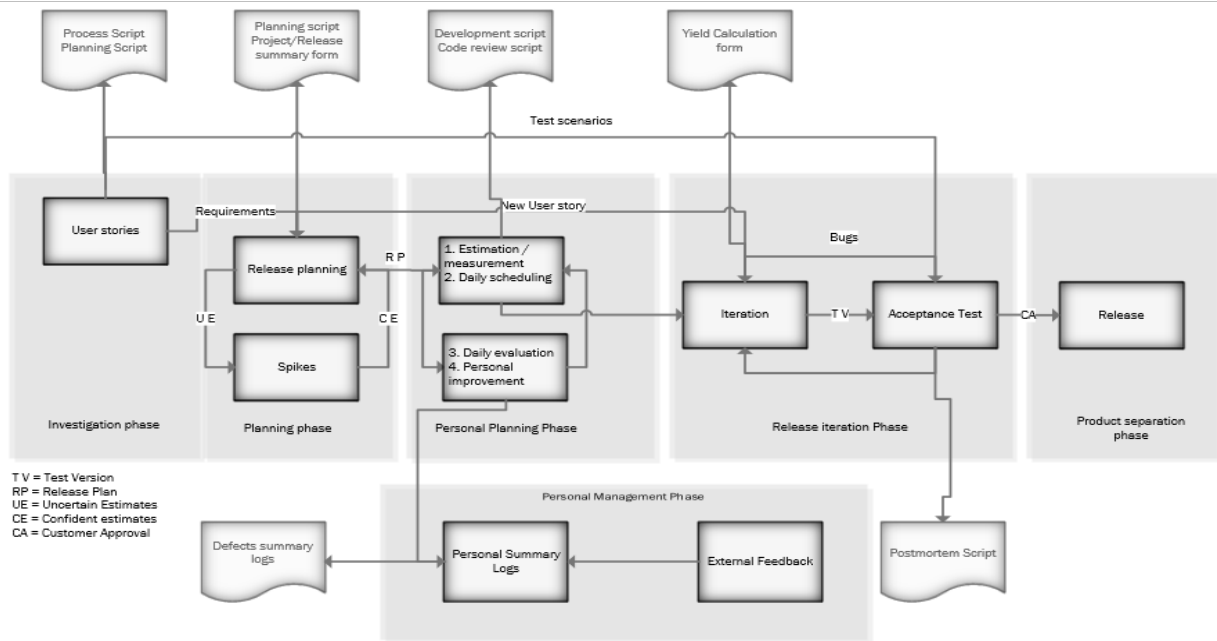 Process Script
Planning Script
Planning script
Project/Release
summary form
Development script
Code review script
Yield Calculation
form
Test scenarios
User stories
Requirements
New User story
Bugs
Release planning
R P
1. Estimation /
measurement
2. Daily scheduling
U E
C E
Iteration
T V
Acceptance Test
CA
Release
Spikes
3. Daily evaluation
4. Personal
improvement
Investigation phase
Planning phase
Personal Planning Phase
Release iteration Phase
Product separation
phase
T V = Test Version
RP = Release Plan
UE = Uncertain Estimates
CE = Confident estimates
CA = Customer Approval
Personal Management Phase
Defects summary
logs
Personal Summary
Logs
External Feedback
Postmortem Script